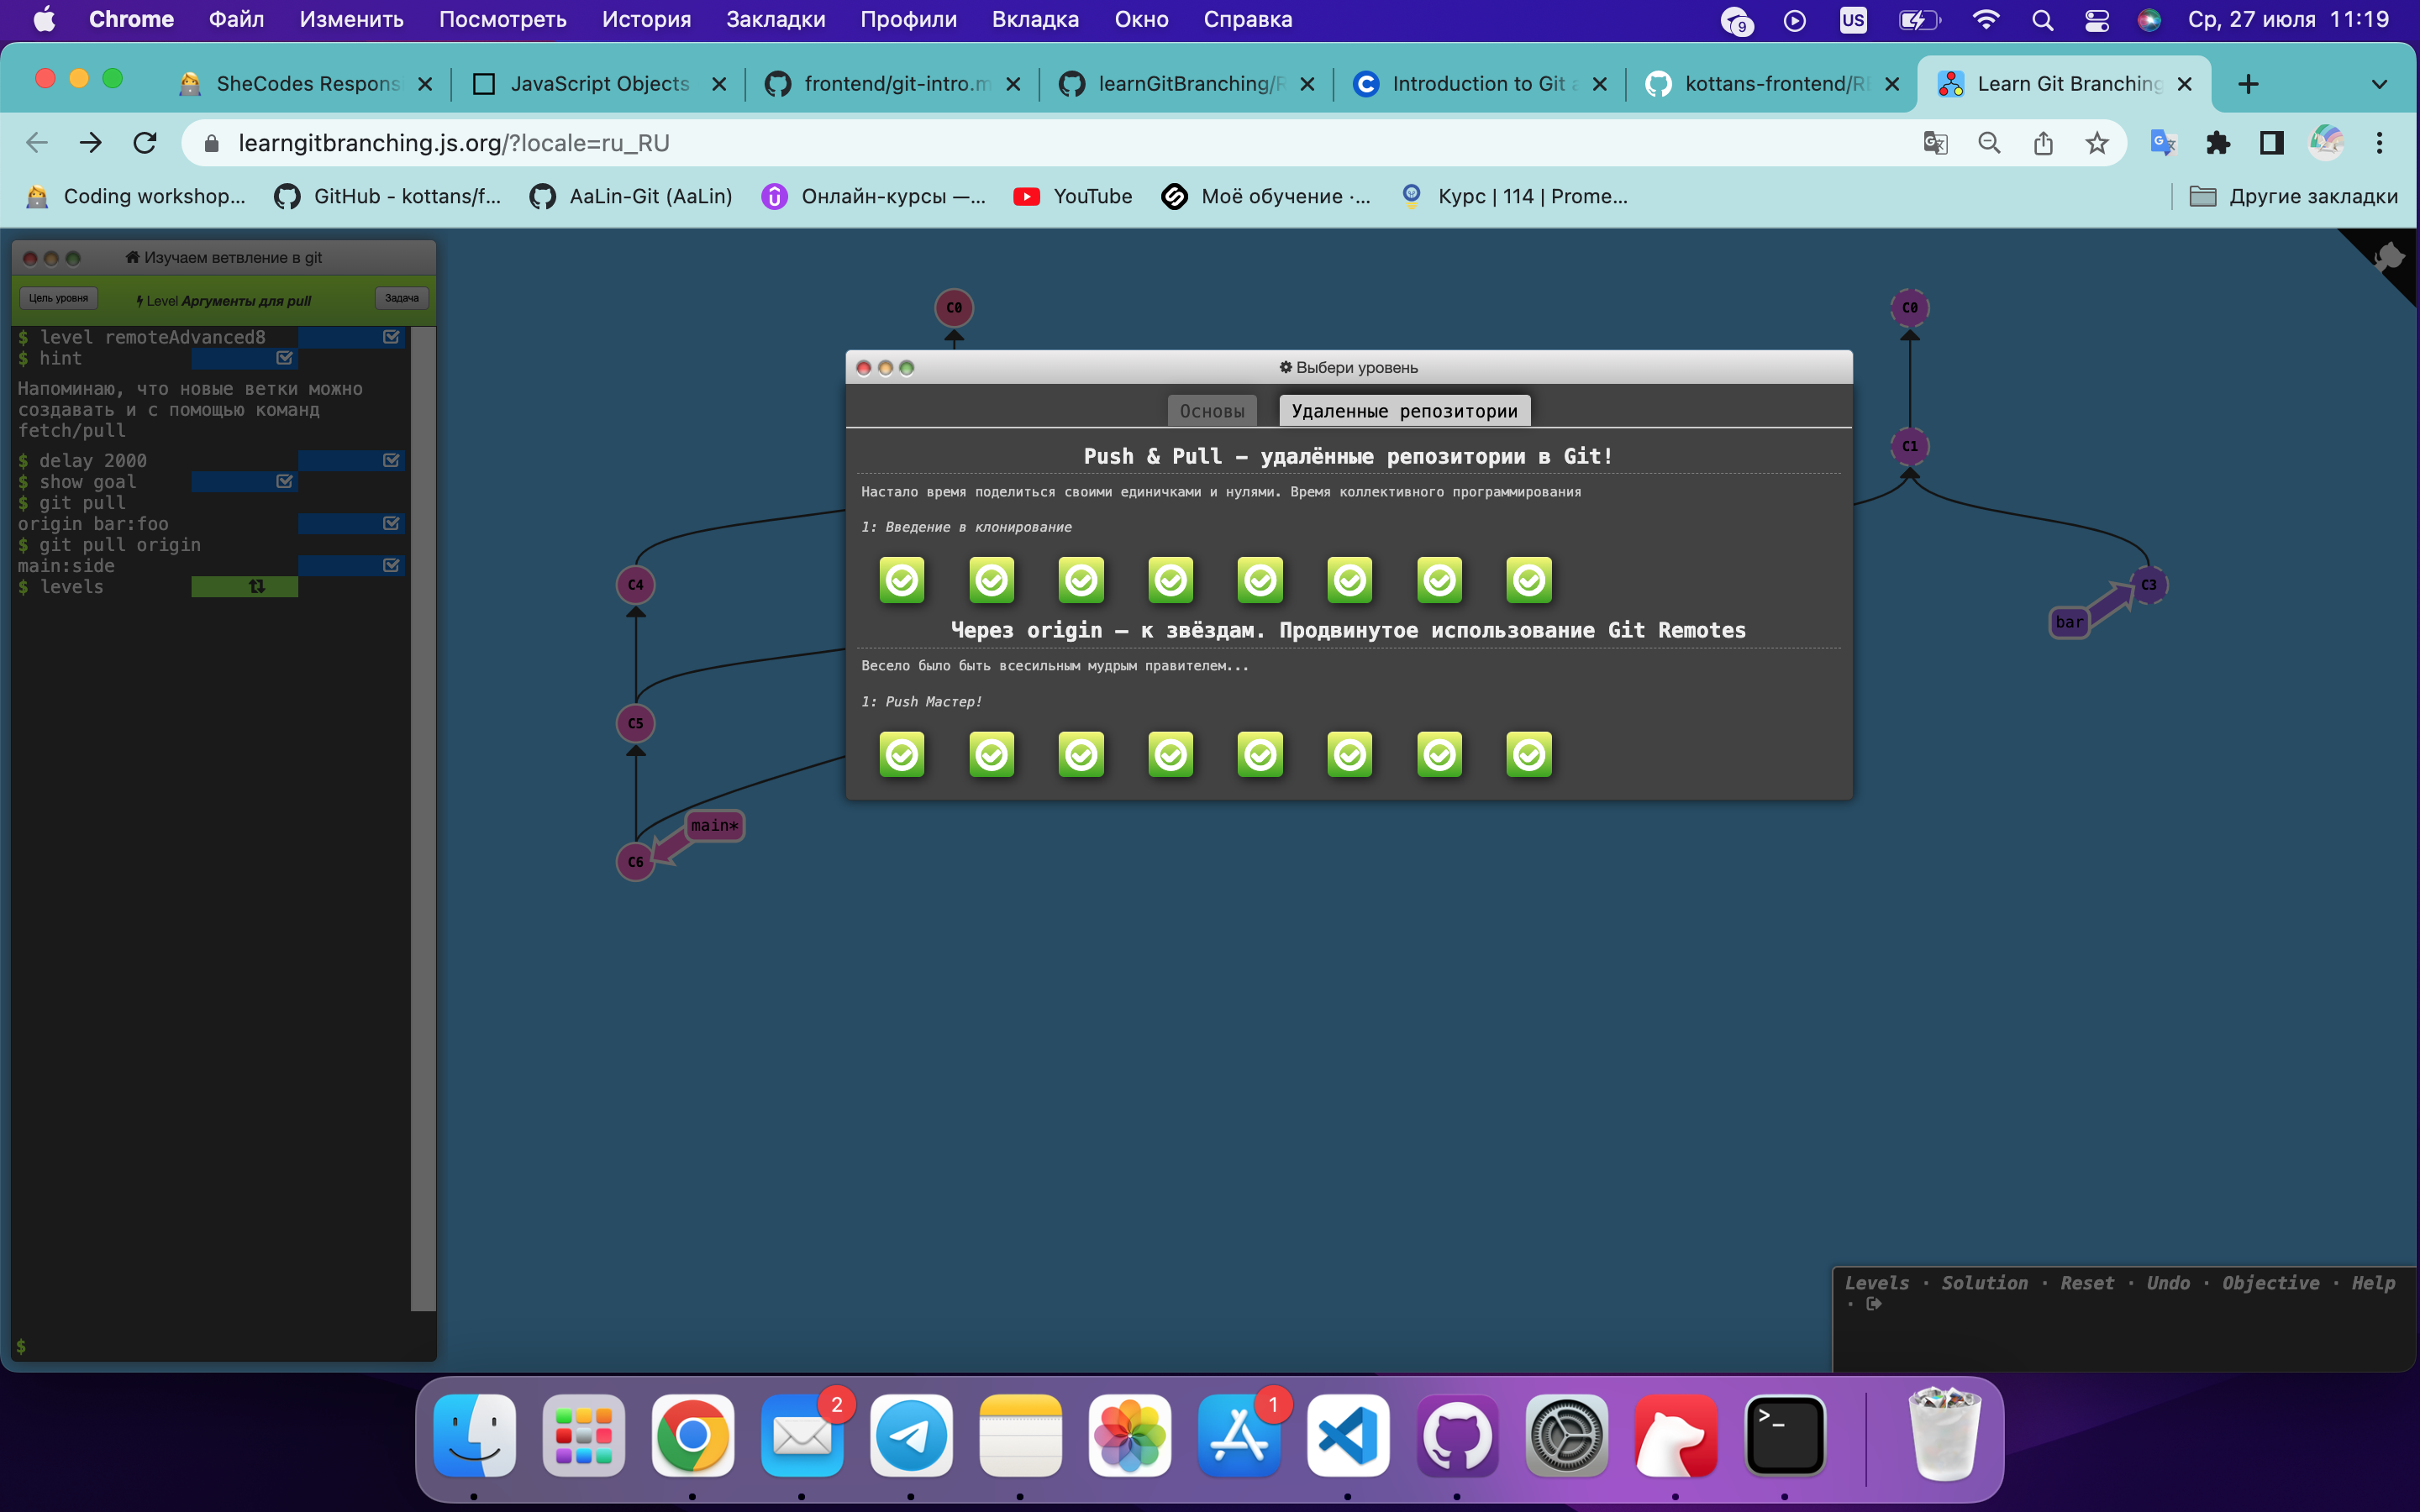 Chrome Файл Изменить Посмотреть История Закладки Профили Вкладка Окно Справка 9 US Ср, 27 июля 11:19
SheCodes Respons JavaScript Objects frontend/git-intro.m learnGitBranching/R Introduction to Git a kottans-frontend/RE Learn Git Branching
learngitbranching.js.org/?locale=ru_RU
Coding workshop... GitHub - kottans/f... AaLin-Git (AaLin) Онлайн-курсы —... YouTube Моё обучение ·... Курс | 114 | Prome... Другие закладки
Изучаем ветвление в git
Цель уровня Level Аргументы для pull Задача
$ level remoteAdvanced8
$ hint
Напоминаю, что новые ветки можно
создавать и с помощью команд
fetch/pull
$ delay 2000
$ show goal
$ git pull
origin bar:foo
$ git pull origin
main:side
$ levels
$
C0
C4
C5
main*
C6
Выбери уровень
Основы Удаленные репозитории
Push & Pull — удалённые репозитории в Git!
Настало время поделиться своими единичками и нулями. Время коллективного программирования
1: Введение в клонирование
Через origin – к звёздам. Продвинутое использование Git Remotes
Весело было быть всесильным мудрым правителем...
1: Push Мастер!
C0
C1
C3
bar
Levels · Solution · Reset · Undo · Objective · Help
·
2 1 >_